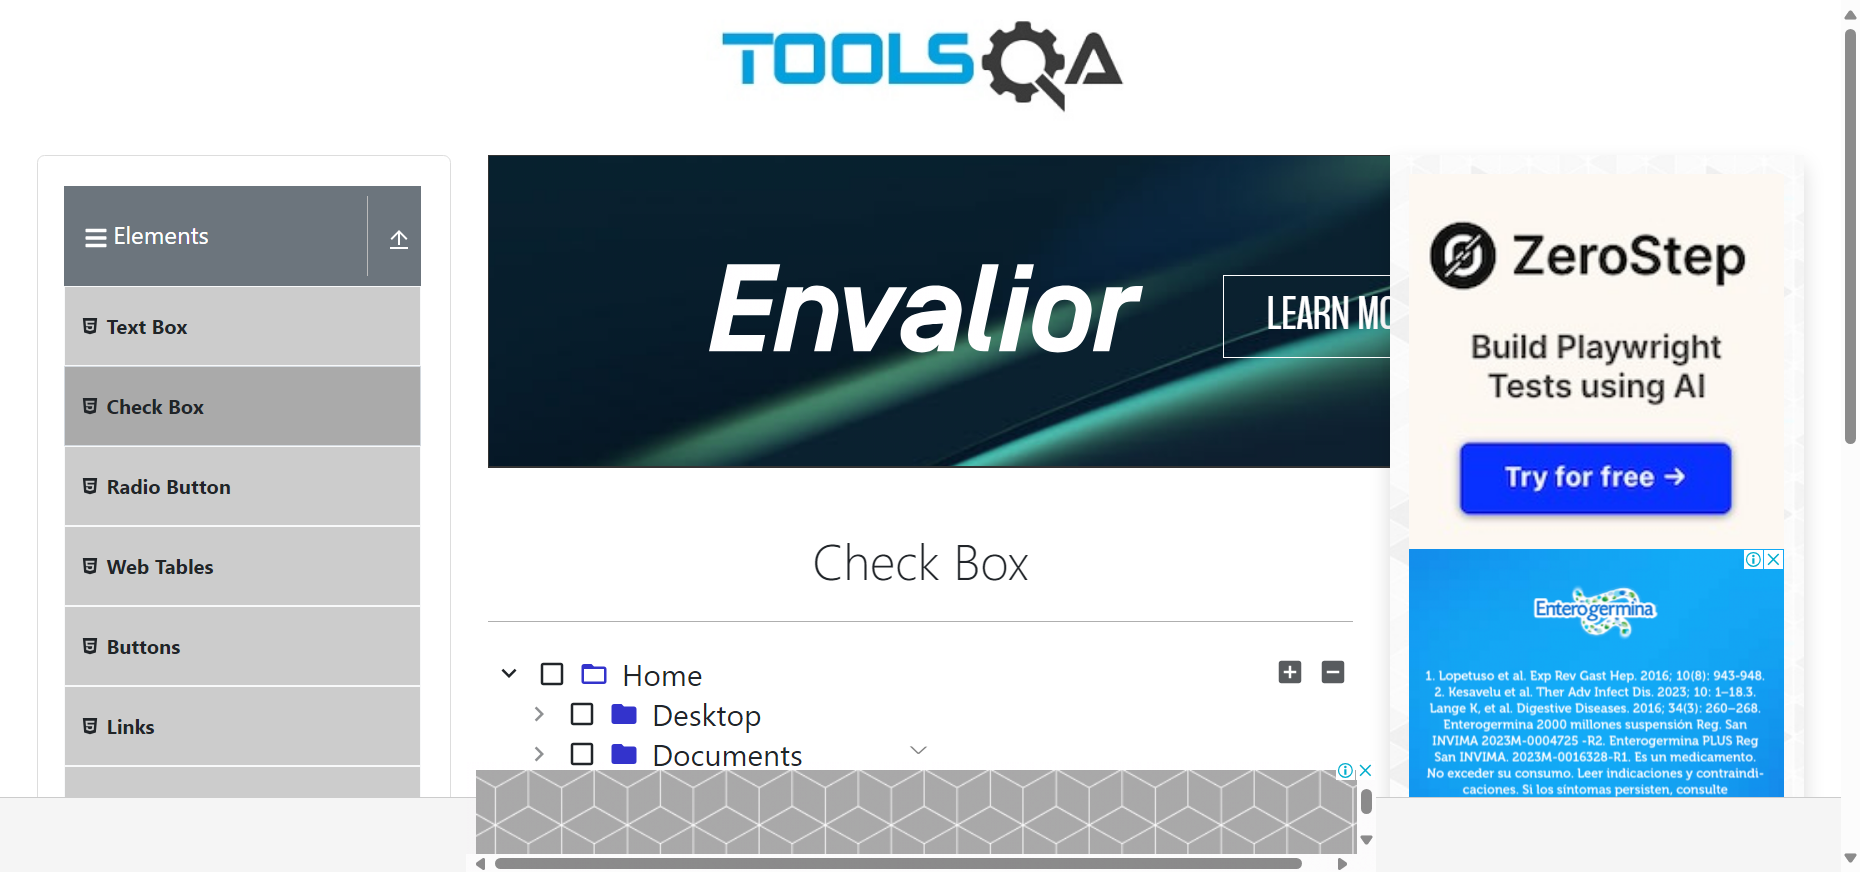 TOOLSQA
Elements
Text Box
Check Box
Radio Button
Web Tables
Buttons
Links
Envalior
LEARN MO
Check Box
Home
Desktop
Documents
ZeroStep
Build Playwright
Tests using AI
Try for free →
Enterogermina
1. Lopetuso et al. Exp Rev Gast Hep. 2016; 10(8): 943-948.
2. Kesavelu et al. Ther Adv Infect Dis. 2023; 10: 1–18.3.
Lange K, et al. Digestive Diseases. 2016; 34(3): 260–268.
Enterogermina 2000 millones suspensión Reg. San
INVIMA 2023M-0004725 -R2. Enterogermina PLUS Reg
San INVIMA. 2023M-0016328-R1. Es un medicamento.
No exceder su consumo. Leer indicaciones y contraindi-
caciones. Si los síntomas persisten, consulte